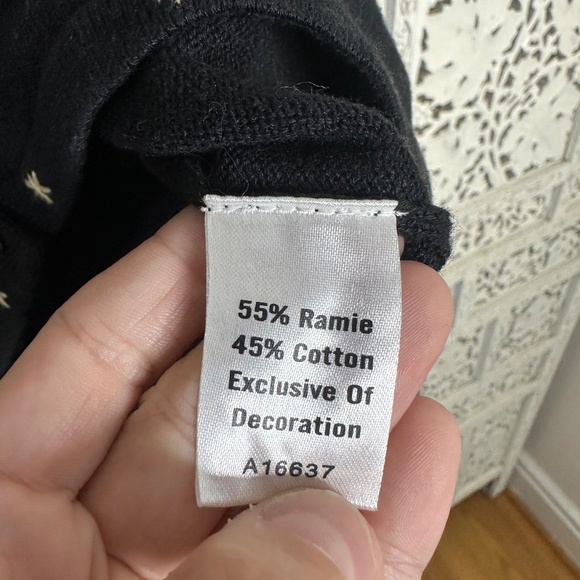 55% Ramie
45% Cotton
Exclusive Of
Decoration
A16637